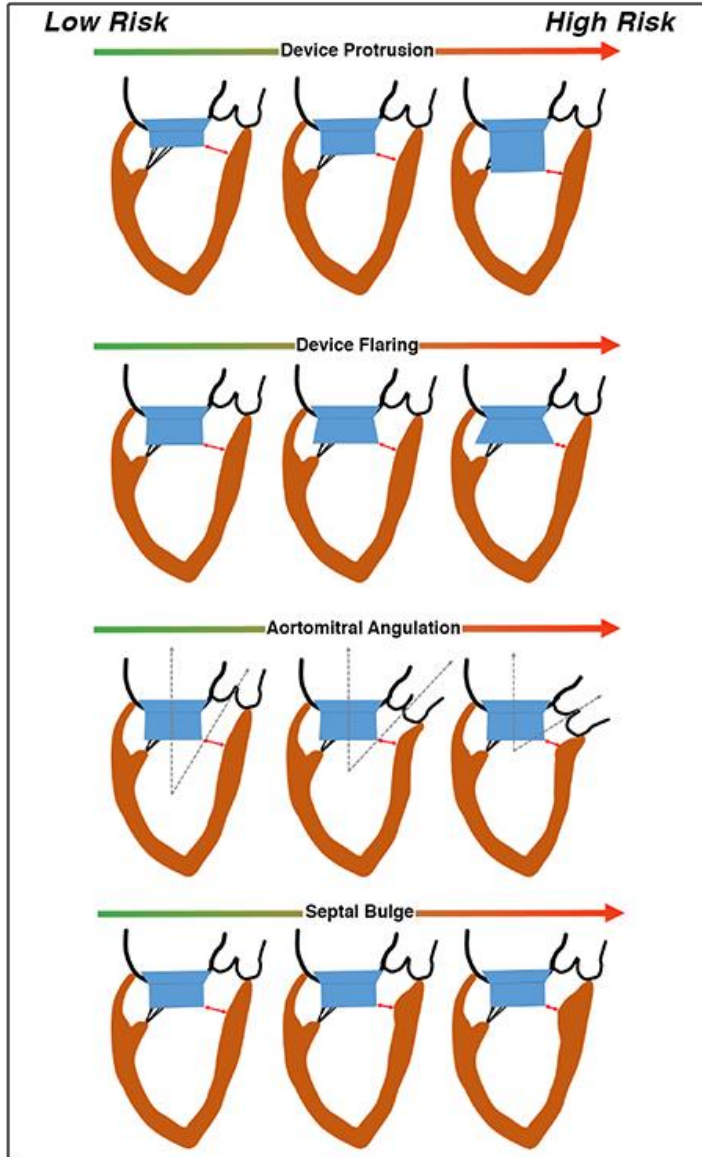 Low Risk High Risk
Device Protrusion
Device Flaring
Aortomitral Angulation
Septal Bulge